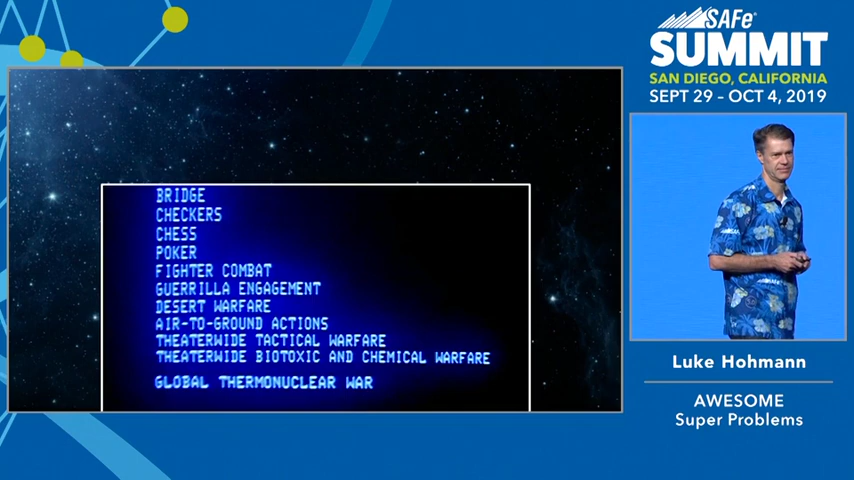 SAFe®
SUMMIT
SAN DIEGO, CALIFORNIA
SEPT 29 – OCT 4, 2019
BRIDGE
CHECKERS
CHESS
POKER
FIGHTER COMBAT
GUERRILLA ENGAGEMENT
DESERT WARFARE
AIR-TO-GROUND ACTIONS
THEATERWIDE TACTICAL WARFARE
THEATERWIDE BIOTOXIC AND CHEMICAL WARFARE
GLOBAL THERMONUCLEAR WAR
Luke Hohmann
AWESOME
Super Problems